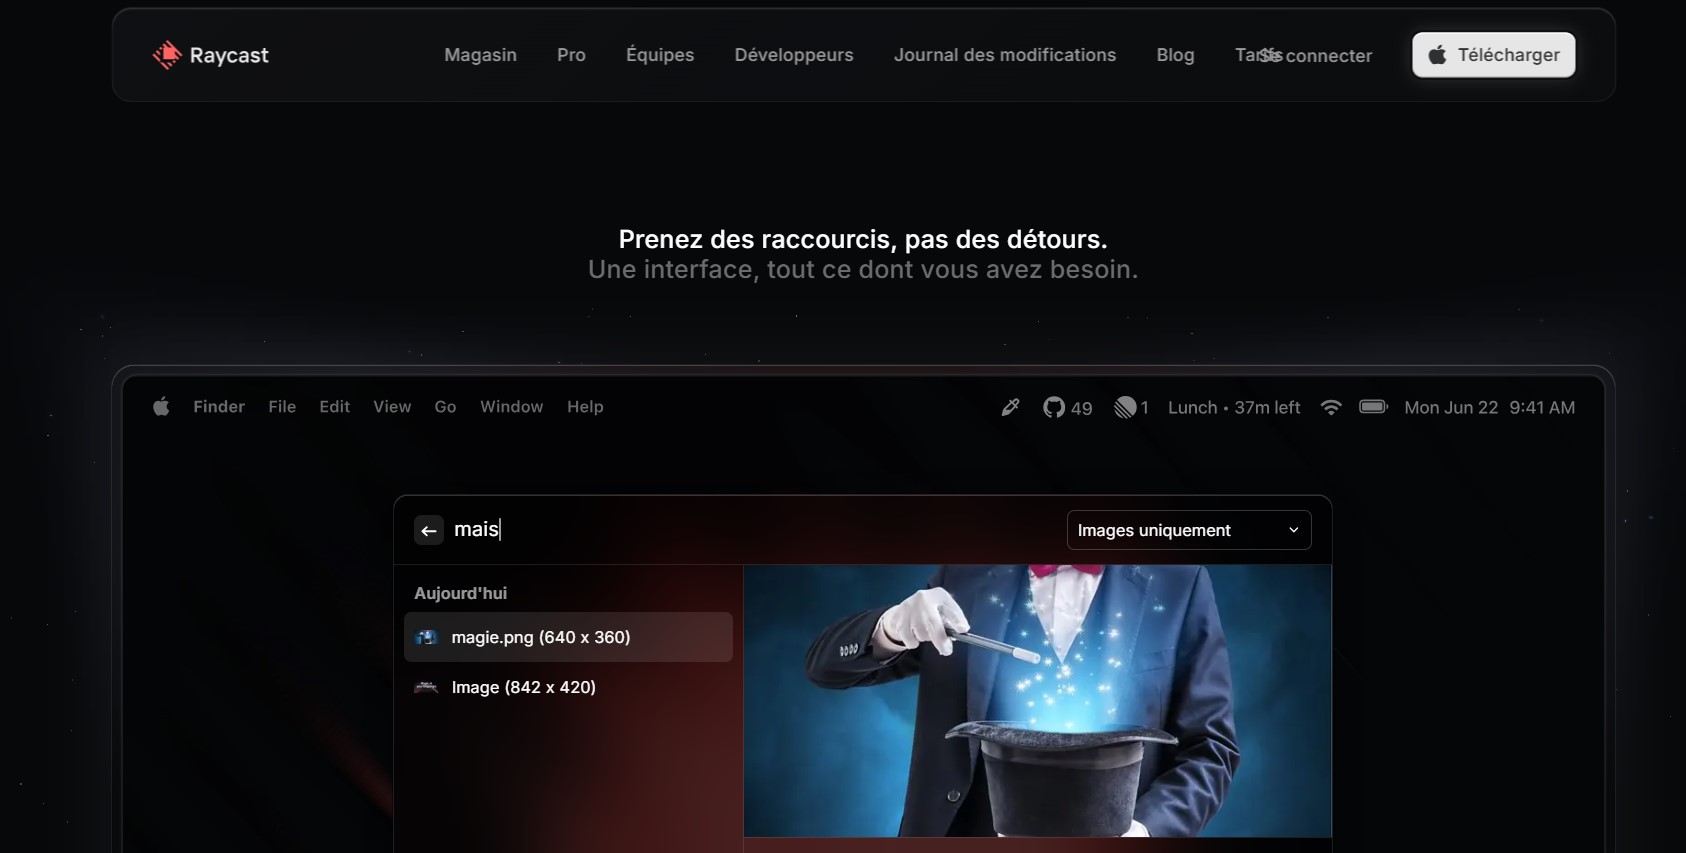 Raycast Magasin Pro Équipes Développeurs Journal des modifications Blog Tarifs Se connecter Télécharger
Prenez des raccourcis, pas des détours.
Une interface, tout ce dont vous avez besoin.
Finder File Edit View Go Window Help 49 1 Lunch • 37m left Mon Jun 22 9:41 AM
mais Images uniquement
Aujourd'hui
magie.png (640 x 360)
Image (842 x 420)